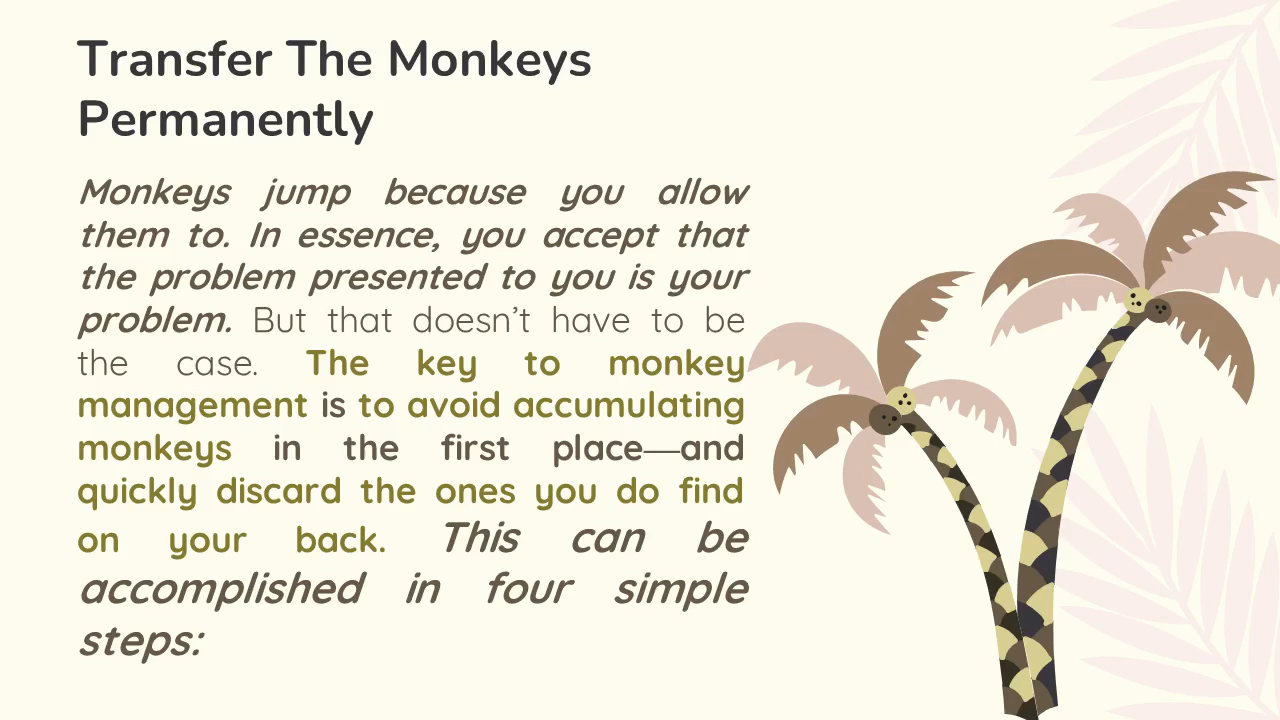 Transfer The Monkeys
Permanently
Monkeys jump because you allow
them to. In essence, you accept that
the problem presented to you is your
problem. But that doesn’t have to be
the case. The key to monkey
management is to avoid accumulating
monkeys in the first place—and
quickly discard the ones you do find
on your back. This can be
accomplished in four simple
steps: